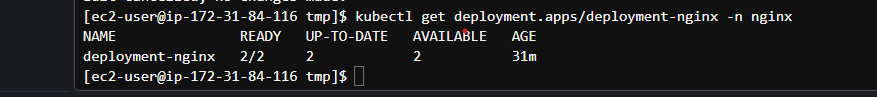 [ec2-user@ip-172-31-84-116 tmp]$ kubectl get deployment.apps/deployment-nginx -n nginx
NAME READY UP-TO-DATE AVAILABLE AGE
deployment-nginx 2/2 2 2 31m
[ec2-user@ip-172-31-84-116 tmp]$